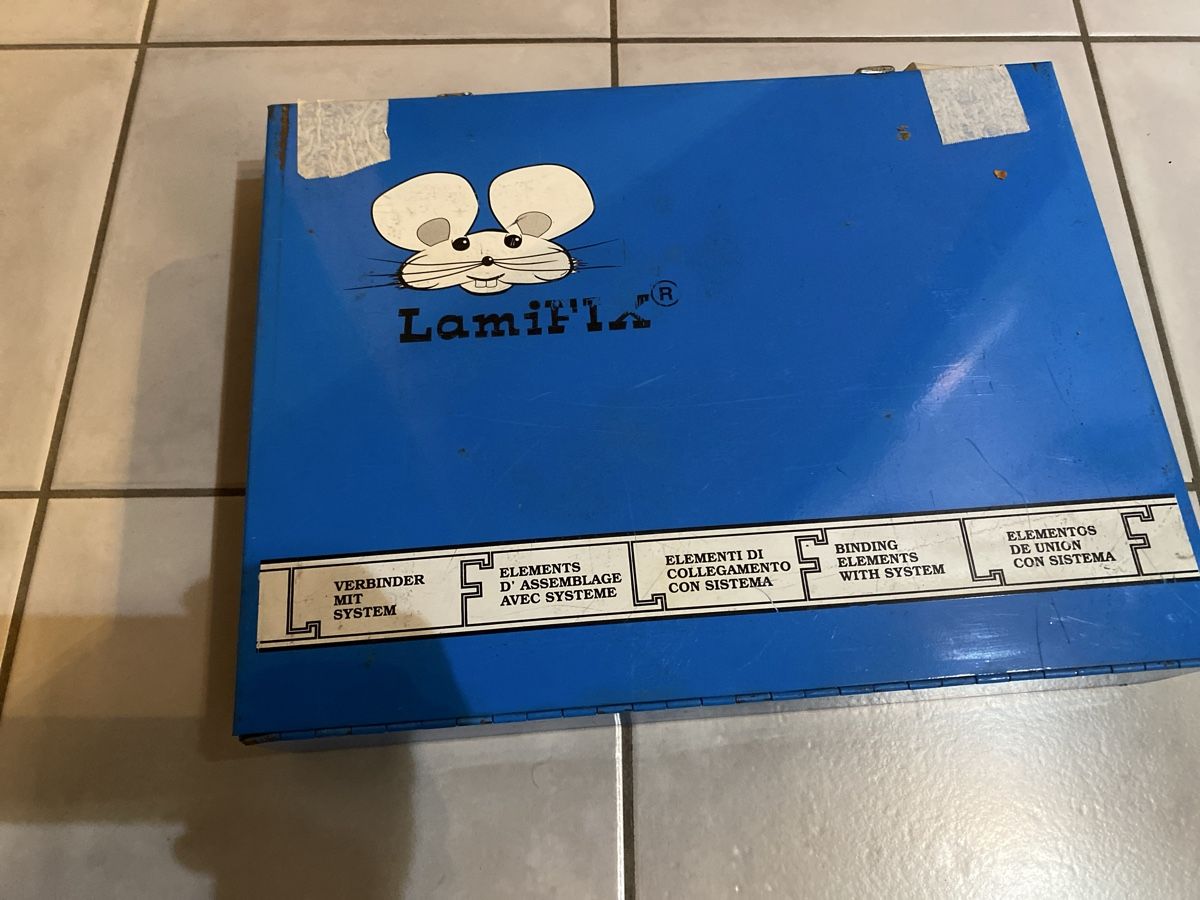 LamiFIX®
VERBINDER
MIT
SYSTEM
ELEMENTS
D' ASSEMBLAGE
AVEC SYSTEME
ELEMENTI DI
COLLEGAMENTO
CON SISTEMA
BINDING
ELEMENTS
WITH SYSTEM
ELEMENTOS
DE UNION
CON SISTEMA